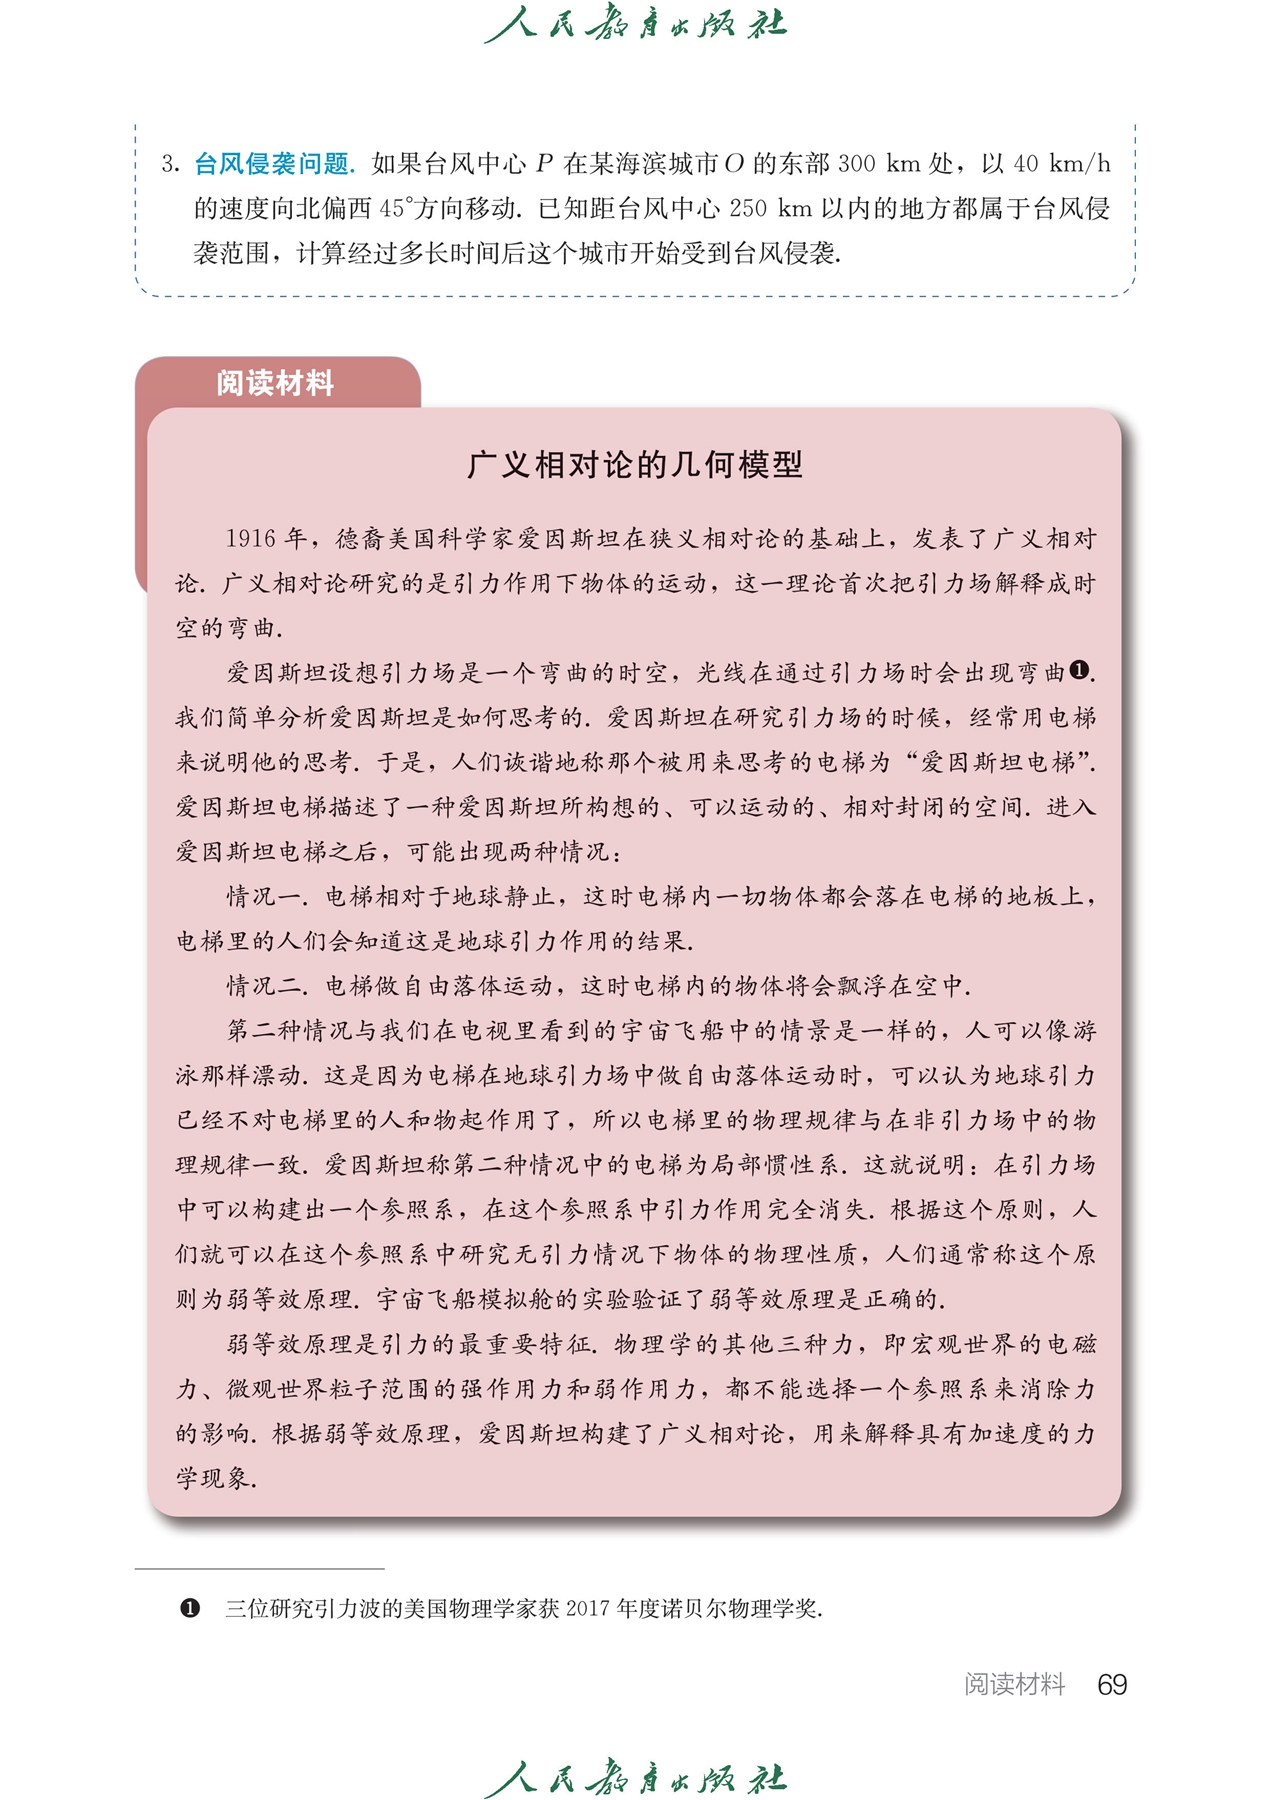 人民教育出版社
3. 台风侵袭问题. 如果台风中心 P 在某海滨城市 O 的东部 300 km 处，以 40 km/h
的速度向北偏西 45°方向移动. 已知距台风中心 250 km 以内的地方都属于台风侵
袭范围，计算经过多长时间后这个城市开始受到台风侵袭.
阅读材料
广义相对论的几何模型
1916 年，德裔美国科学家爱因斯坦在狭义相对论的基础上，发表了广义相对
论. 广义相对论研究的是引力作用下物体的运动，这一理论首次把引力场解释成时
空的弯曲.
爱因斯坦设想引力场是一个弯曲的时空，光线在通过引力场时会出现弯曲❶.
我们简单分析爱因斯坦是如何思考的. 爱因斯坦在研究引力场的时候，经常用电梯
来说明他的思考. 于是，人们诙谐地称那个被用来思考的电梯为“爱因斯坦电梯”.
爱因斯坦电梯描述了一种爱因斯坦所构想的、可以运动的、相对封闭的空间. 进入
爱因斯坦电梯之后，可能出现两种情况：
情况一. 电梯相对于地球静止，这时电梯内一切物体都会落在电梯的地板上，
电梯里的人们会知道这是地球引力作用的结果.
情况二. 电梯做自由落体运动，这时电梯内的物体将会飘浮在空中.
第二种情况与我们在电视里看到的宇宙飞船中的情景是一样的，人可以像游
泳那样漂动. 这是因为电梯在地球引力场中做自由落体运动时，可以认为地球引力
已经不对电梯里的人和物起作用了，所以电梯里的物理规律与在非引力场中的物
理规律一致. 爱因斯坦称第二种情况中的电梯为局部惯性系. 这就说明：在引力场
中可以构建出一个参照系，在这个参照系中引力作用完全消失. 根据这个原则，人
们就可以在这个参照系中研究无引力情况下物体的物理性质，人们通常称这个原
则为弱等效原理. 宇宙飞船模拟舱的实验验证了弱等效原理是正确的.
弱等效原理是引力的最重要特征. 物理学的其他三种力，即宏观世界的电磁
力、微观世界粒子范围的强作用力和弱作用力，都不能选择一个参照系来消除力
的影响. 根据弱等效原理，爱因斯坦构建了广义相对论，用来解释具有加速度的力
学现象.
❶ 三位研究引力波的美国物理学家获 2017 年度诺贝尔物理学奖.
阅读材料 69
人民教育出版社